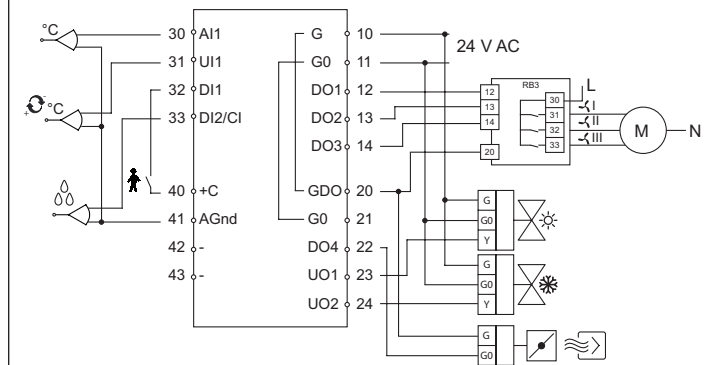 °C
30 AI1
31 UI1
32 DI1
+ - °C
33 DI2/CI
40 +C
41 AGnd
42 -
43 -
G 10
G0 11
DO1 12
DO2 13
DO3 14
GDO 20
G0 21
DO4 22
UO1 23
UO2 24
24 V AC
RB3
12
13
14
20
30
31
32
33
L
I
II
III
M
N
G
G0
Y
G
G0
Y
G
G0